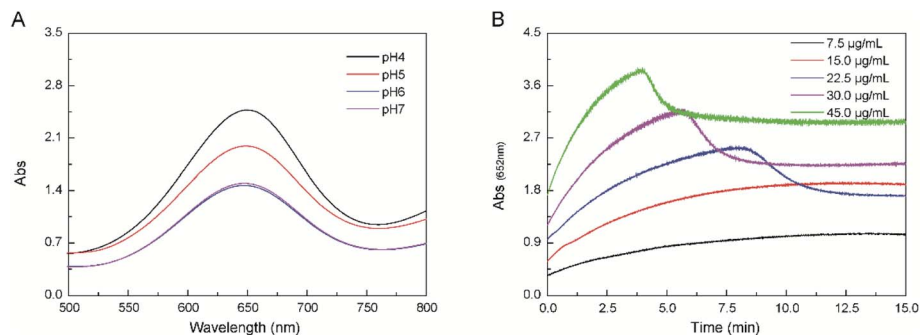 A
3.5
2.8
2.1
1.4
0.7
0.0
Abs
500
550
600
650
700
750
800
Wavelength (nm)
pH4
pH5
pH6
pH7
B
4.5
3.6
2.7
1.8
0.9
0.0
Abs (652nm)
0.0
2.5
5.0
7.5
10.0
12.5
15.0
Time (min)
7.5 µg/mL
15.0 µg/mL
22.5 µg/mL
30.0 µg/mL
45.0 µg/mL